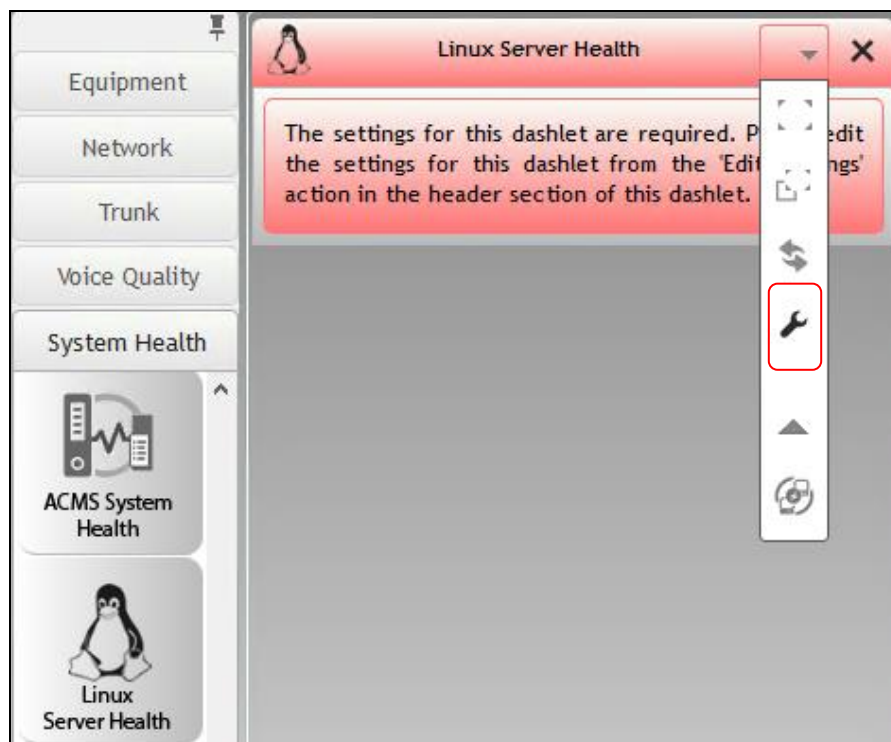 Equipment
Network
Trunk
Voice Quality
System Health
ACMS System
Health
Linux
Server Health
Linux Server Health
The settings for this dashlet are required. P edit
the settings for this dashlet from the 'Edit ngs'
action in the header section of this dashlet.